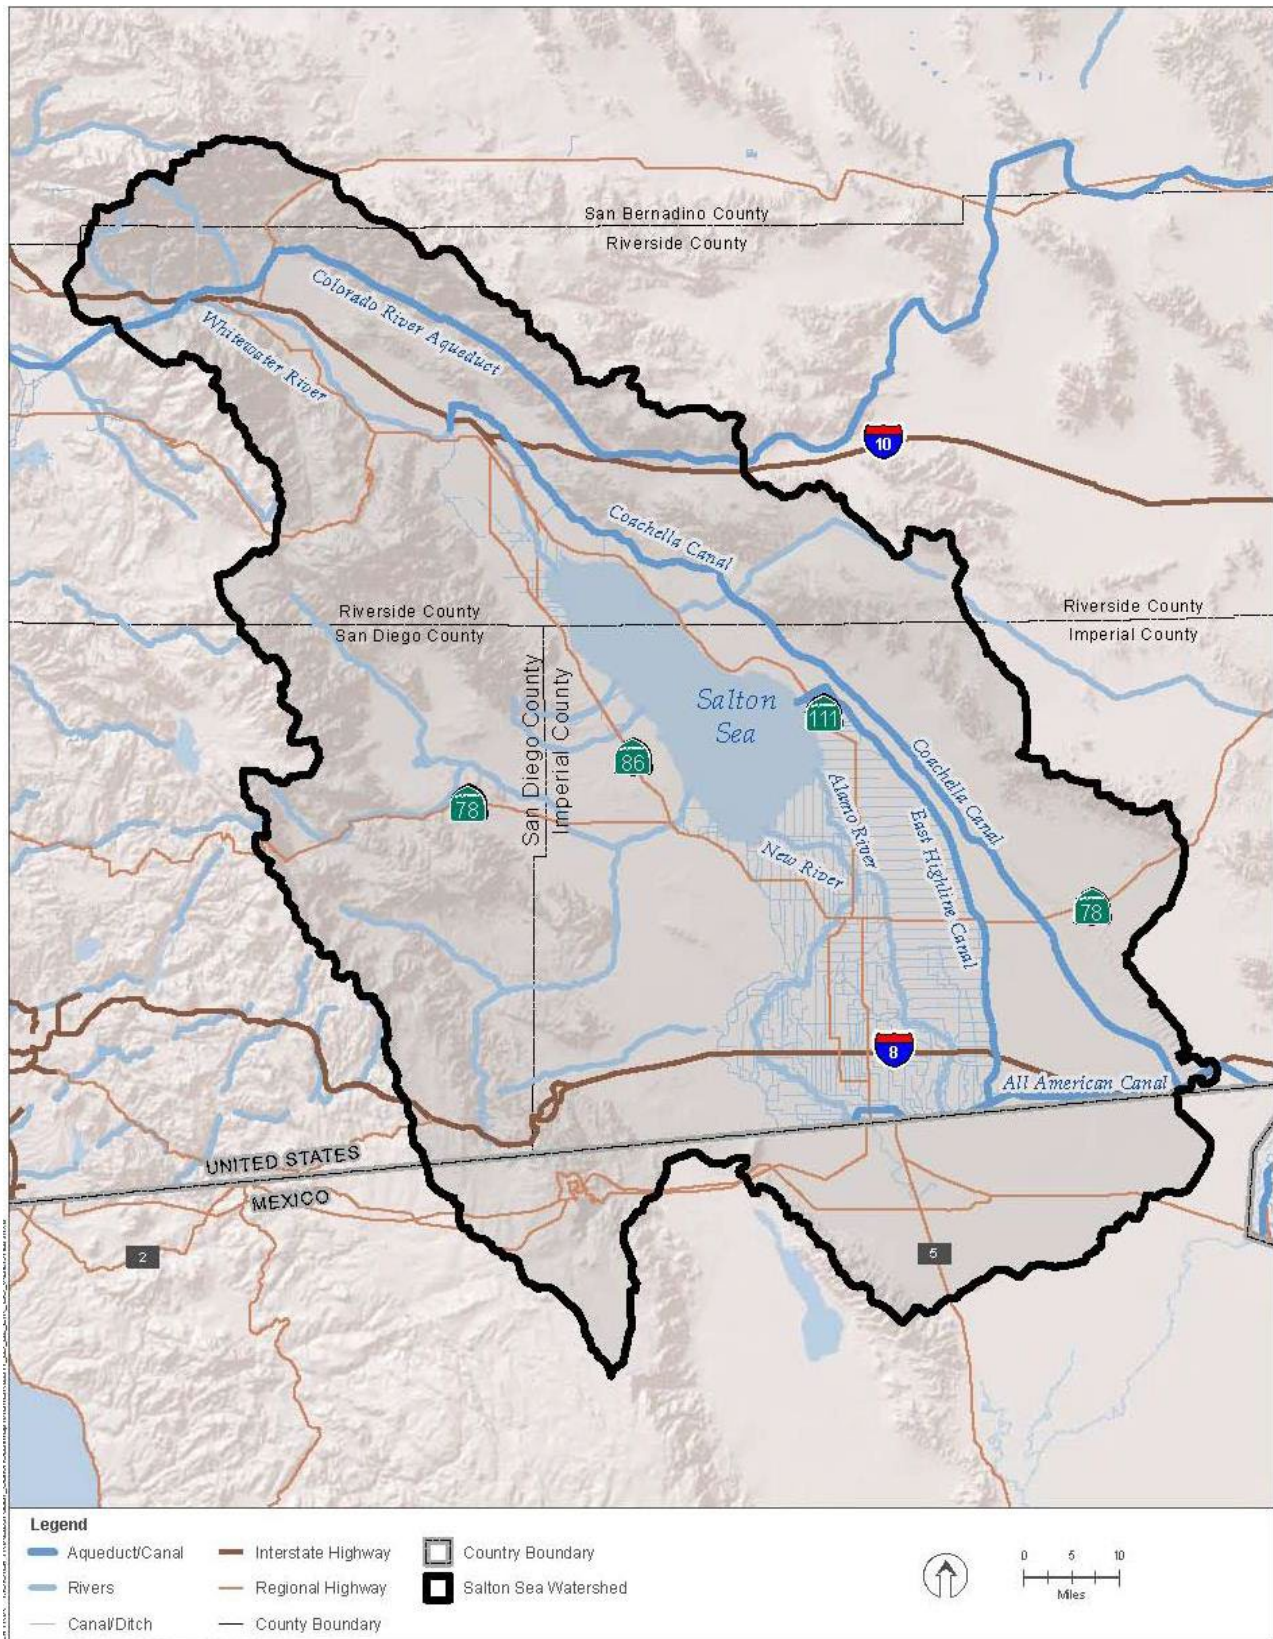 San Bernadino County
Riverside County
Colorado River Aqueduct
Whitewater River
10
Coachella Canal
Riverside County
San Diego County
Riverside County
Imperial County
San Diego County
Imperial County
Salton
Sea
111
86
78
Coachella Canal
Alamo River
East Highline Canal
New River
78
8
All American Canal
UNITED STATES
MEXICO
2
5
Legend
Aqueduct/Canal
Rivers
Canal/Ditch
Interstate Highway
Regional Highway
County Boundary
Country Boundary
Salton Sea Watershed
0 5 10
Miles